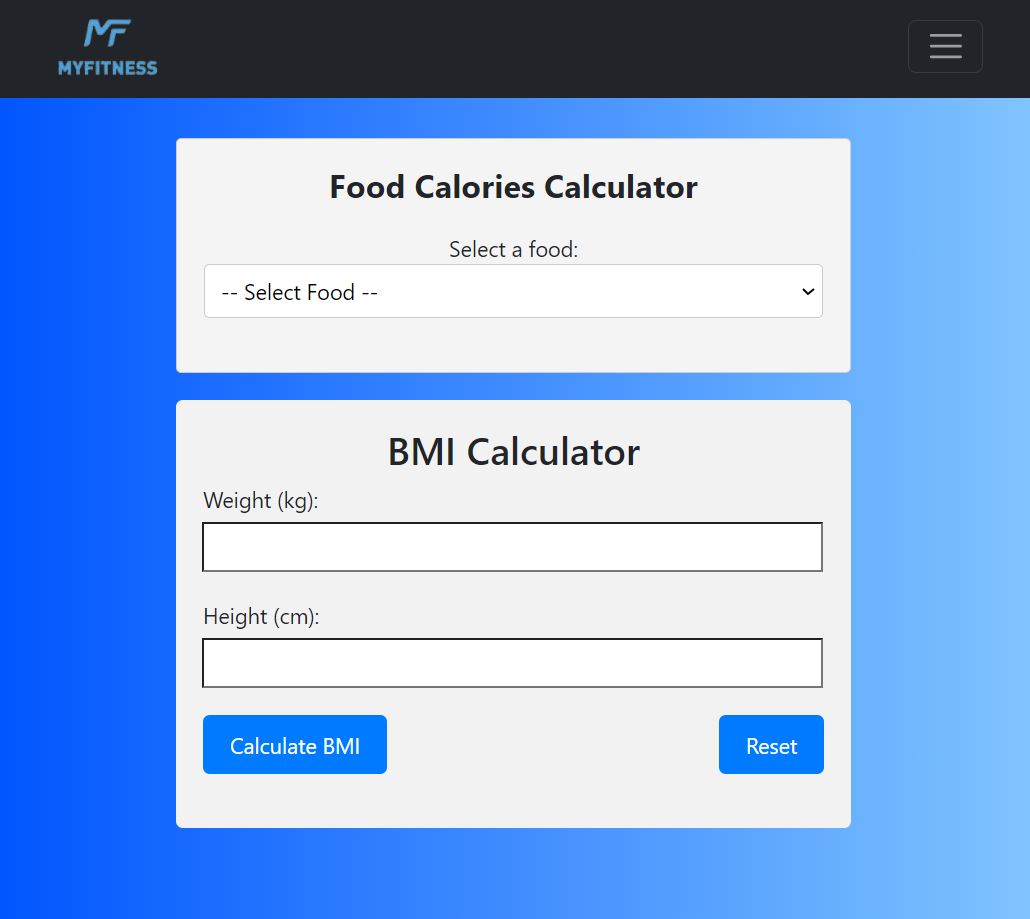 MF
MYFITNESS
Food Calories Calculator
Select a food:
-- Select Food --
BMI Calculator
Weight (kg):
Height (cm):
Calculate BMI
Reset